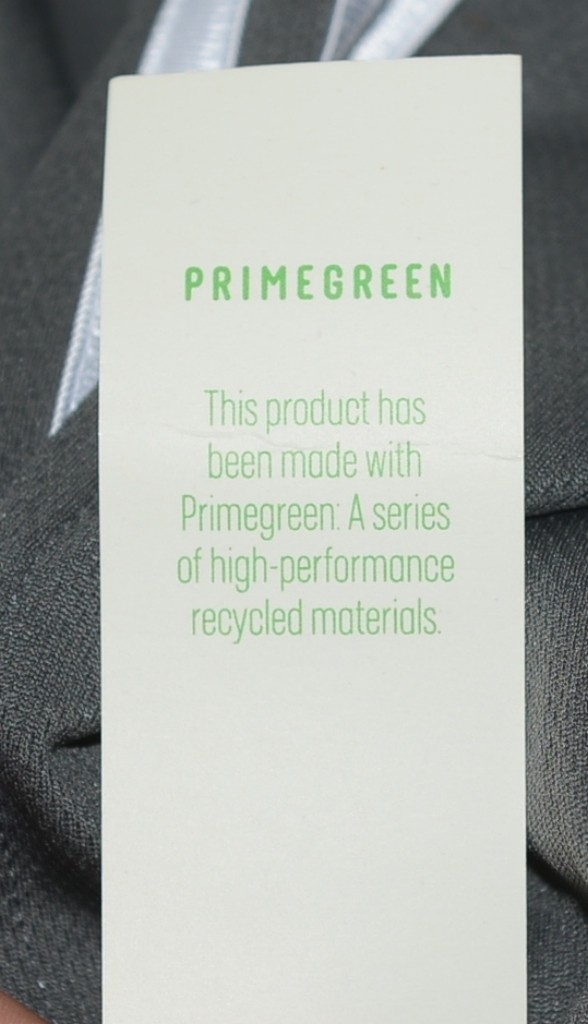 PRIMEGREEN
This product has
been made with
Primegreen: A series
of high-performance
recycled materials.